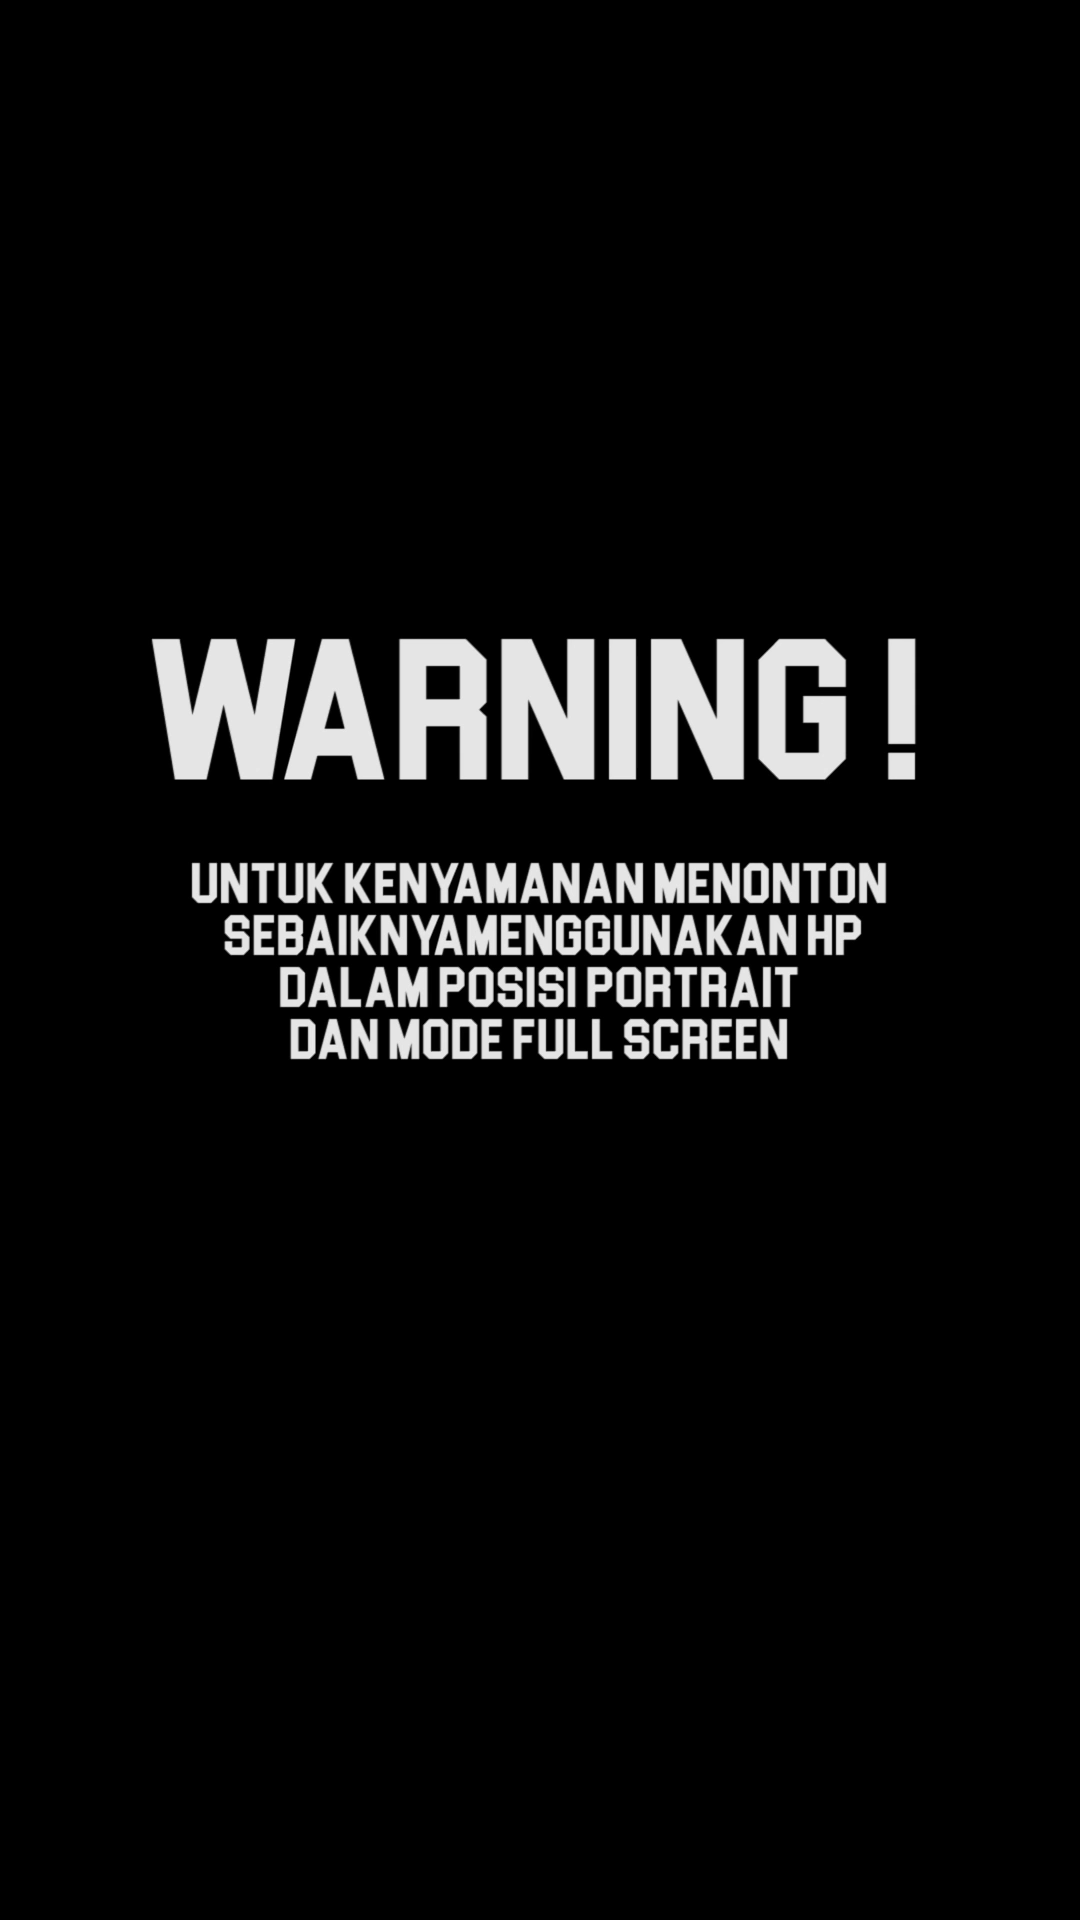 WARNING !
UNTUK KENYAMANAN MENONTON
SEBAIKNYAMENGGUNAKAN HP
DALAM POSISI PORTRAIT
DAN MODE FULL SCREEN